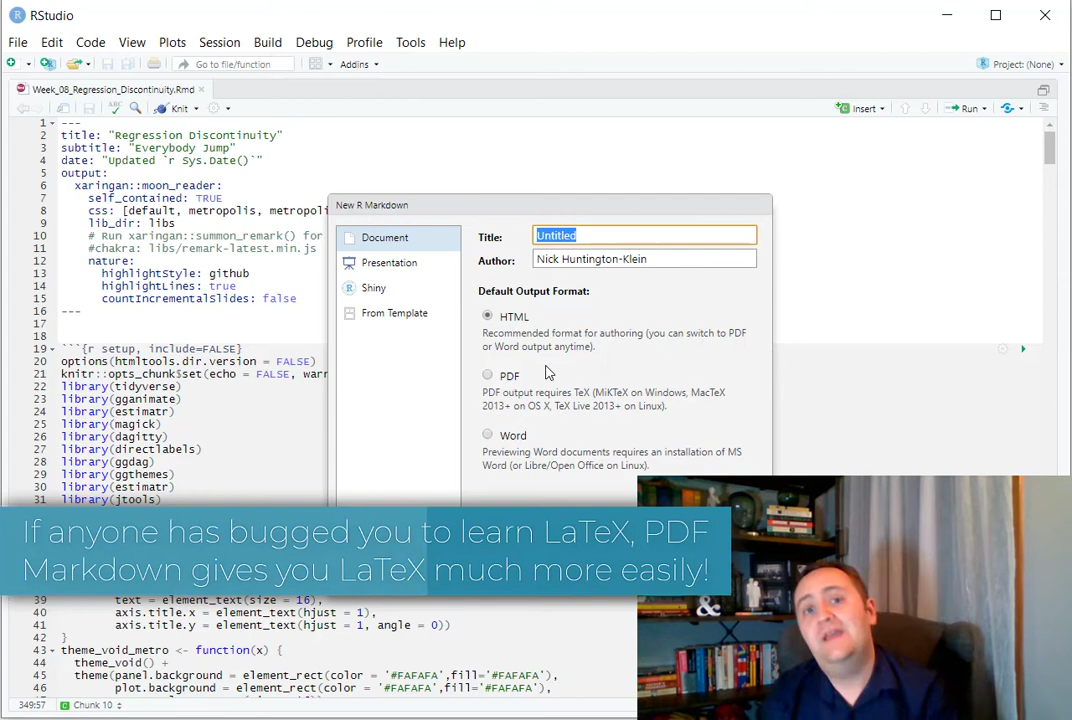 RStudio
File Edit Code View Plots Session Build Debug Profile Tools Help
Go to file/function Addins Project: (None)
Week_08_Regression_Discontinuity.Rmd
ABC Knit Insert Run
1 ---
2 title: "Regression Discontinuity"
3 subtitle: "Everybody Jump"
4 date: "Updated `r Sys.Date()`"
5 output:
6 xaringan::moon_reader:
7 self_contained: TRUE
8 css: [default, metropolis, metropoli
9 lib_dir: libs
10 # Run xaringan::summon_remark() for
11 #chakra: libs/remark-latest.min.js
12 nature:
13 highlightStyle: github
14 highlightLines: true
15 countIncrementalSlides: false
16 ---
17
18
19 ```{r setup, include=FALSE}
20 options(htmltools.dir.version = FALSE)
21 knitr::opts_chunk$set(echo = FALSE, warn
22 library(tidyverse)
23 library(gganimate)
24 library(estimatr)
25 library(magick)
26 library(dagitty)
27 library(directlabels)
28 library(ggdag)
29 library(ggthemes)
30 library(estimatr)
31 library(jtools)
New R Markdown
Document
Presentation
Shiny
From Template
Title: Untitled
Author: Nick Huntington-Klein
Default Output Format:
HTML
Recommended format for authoring (you can switch to PDF
or Word output anytime).
PDF
PDF output requires TeX (MiKTeX on Windows, MacTeX
2013+ on OS X, TeX Live 2013+ on Linux).
Word
Previewing Word documents requires an installation of MS
Word (or Libre/Open Office on Linux).
If anyone has bugged you to learn LaTeX, PDF
Markdown gives you LaTeX much more easily!
39 text = element_text(size = 16),
40 axis.title.x = element_text(hjust = 1),
41 axis.title.y = element_text(hjust = 1, angle = 0))
42 }
43 theme_void_metro <- function(x) {
44 theme_void() +
45 theme(panel.background = element_rect(color = '#FAFAFA',fill='#FAFAFA'),
46 plot.background = element_rect(color = '#FAFAFA',fill='#FAFAFA'),
349:57 Chunk 10
&